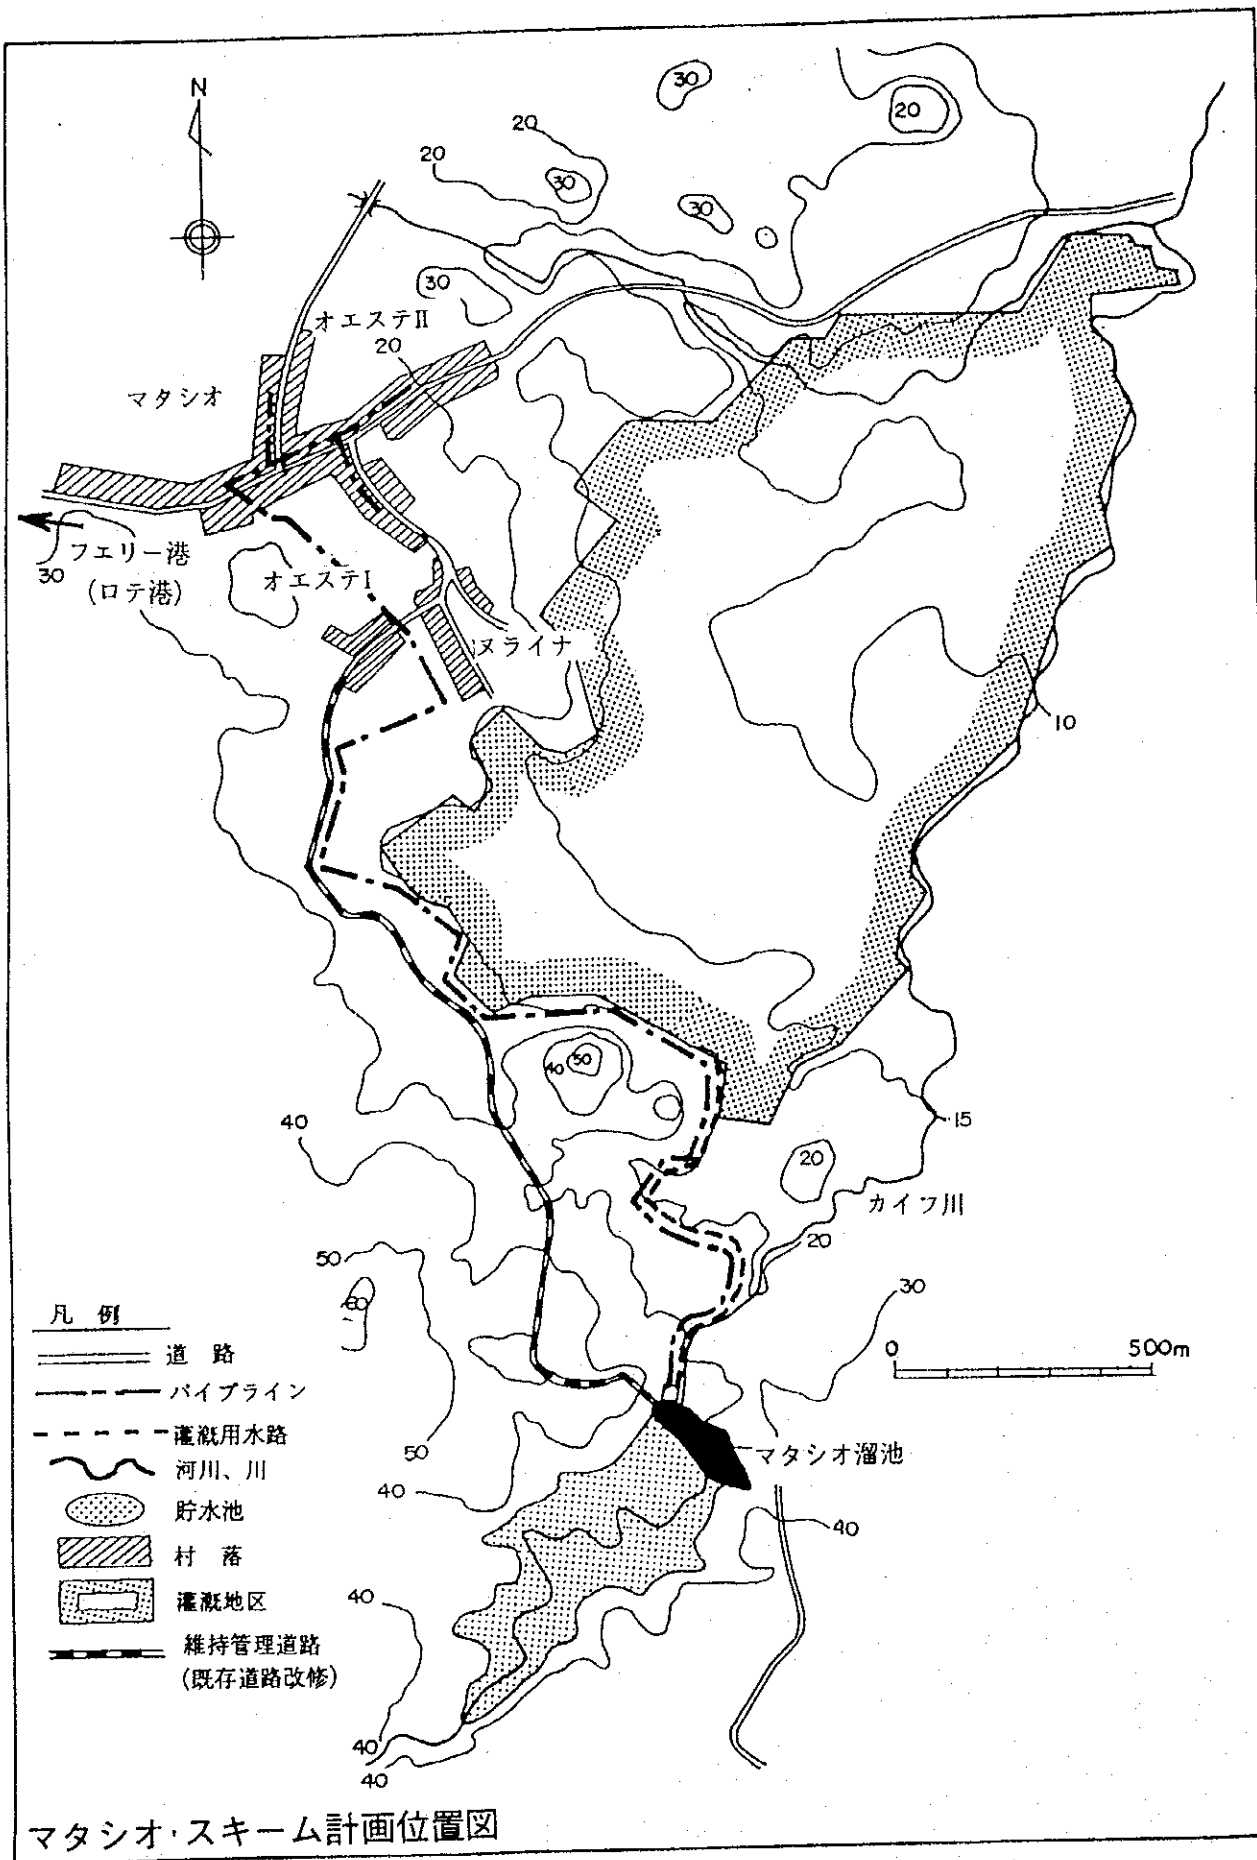 N
30
20
20
20
30
30
30
オエステII
20
マタシオ
フエリー港
(ロテ港)
30
オエステI
ヌライナ
10
50
40
40
15
20
カイフ川
20
50
60
30
凡 例
道 路
パイプライン
灌漑用水路
河川、川
貯水池
村 落
灌漑地区
維持管理道路
(既存道路改修)
0 500m
50
マタシオ溜池
40
40
40
40
40
マタシオ・スキーム計画位置図